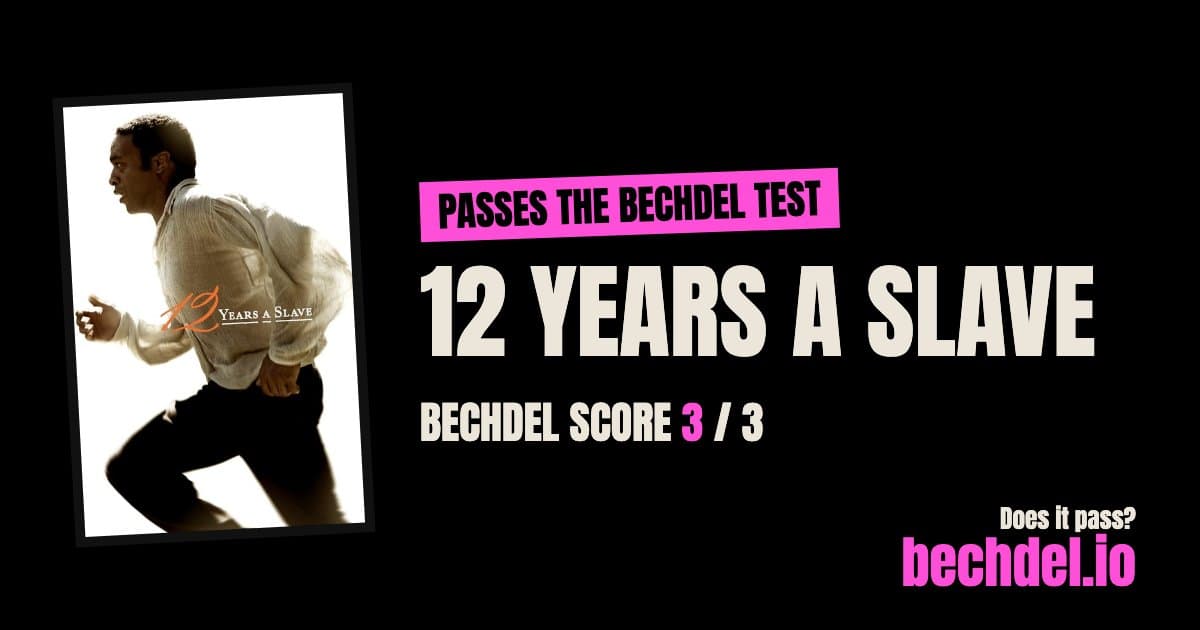 12 YEARS A SLAVE
PASSES THE BECHDEL TEST
12 YEARS A SLAVE
BECHDEL SCORE 3 / 3
Does it pass?
bechdel.io